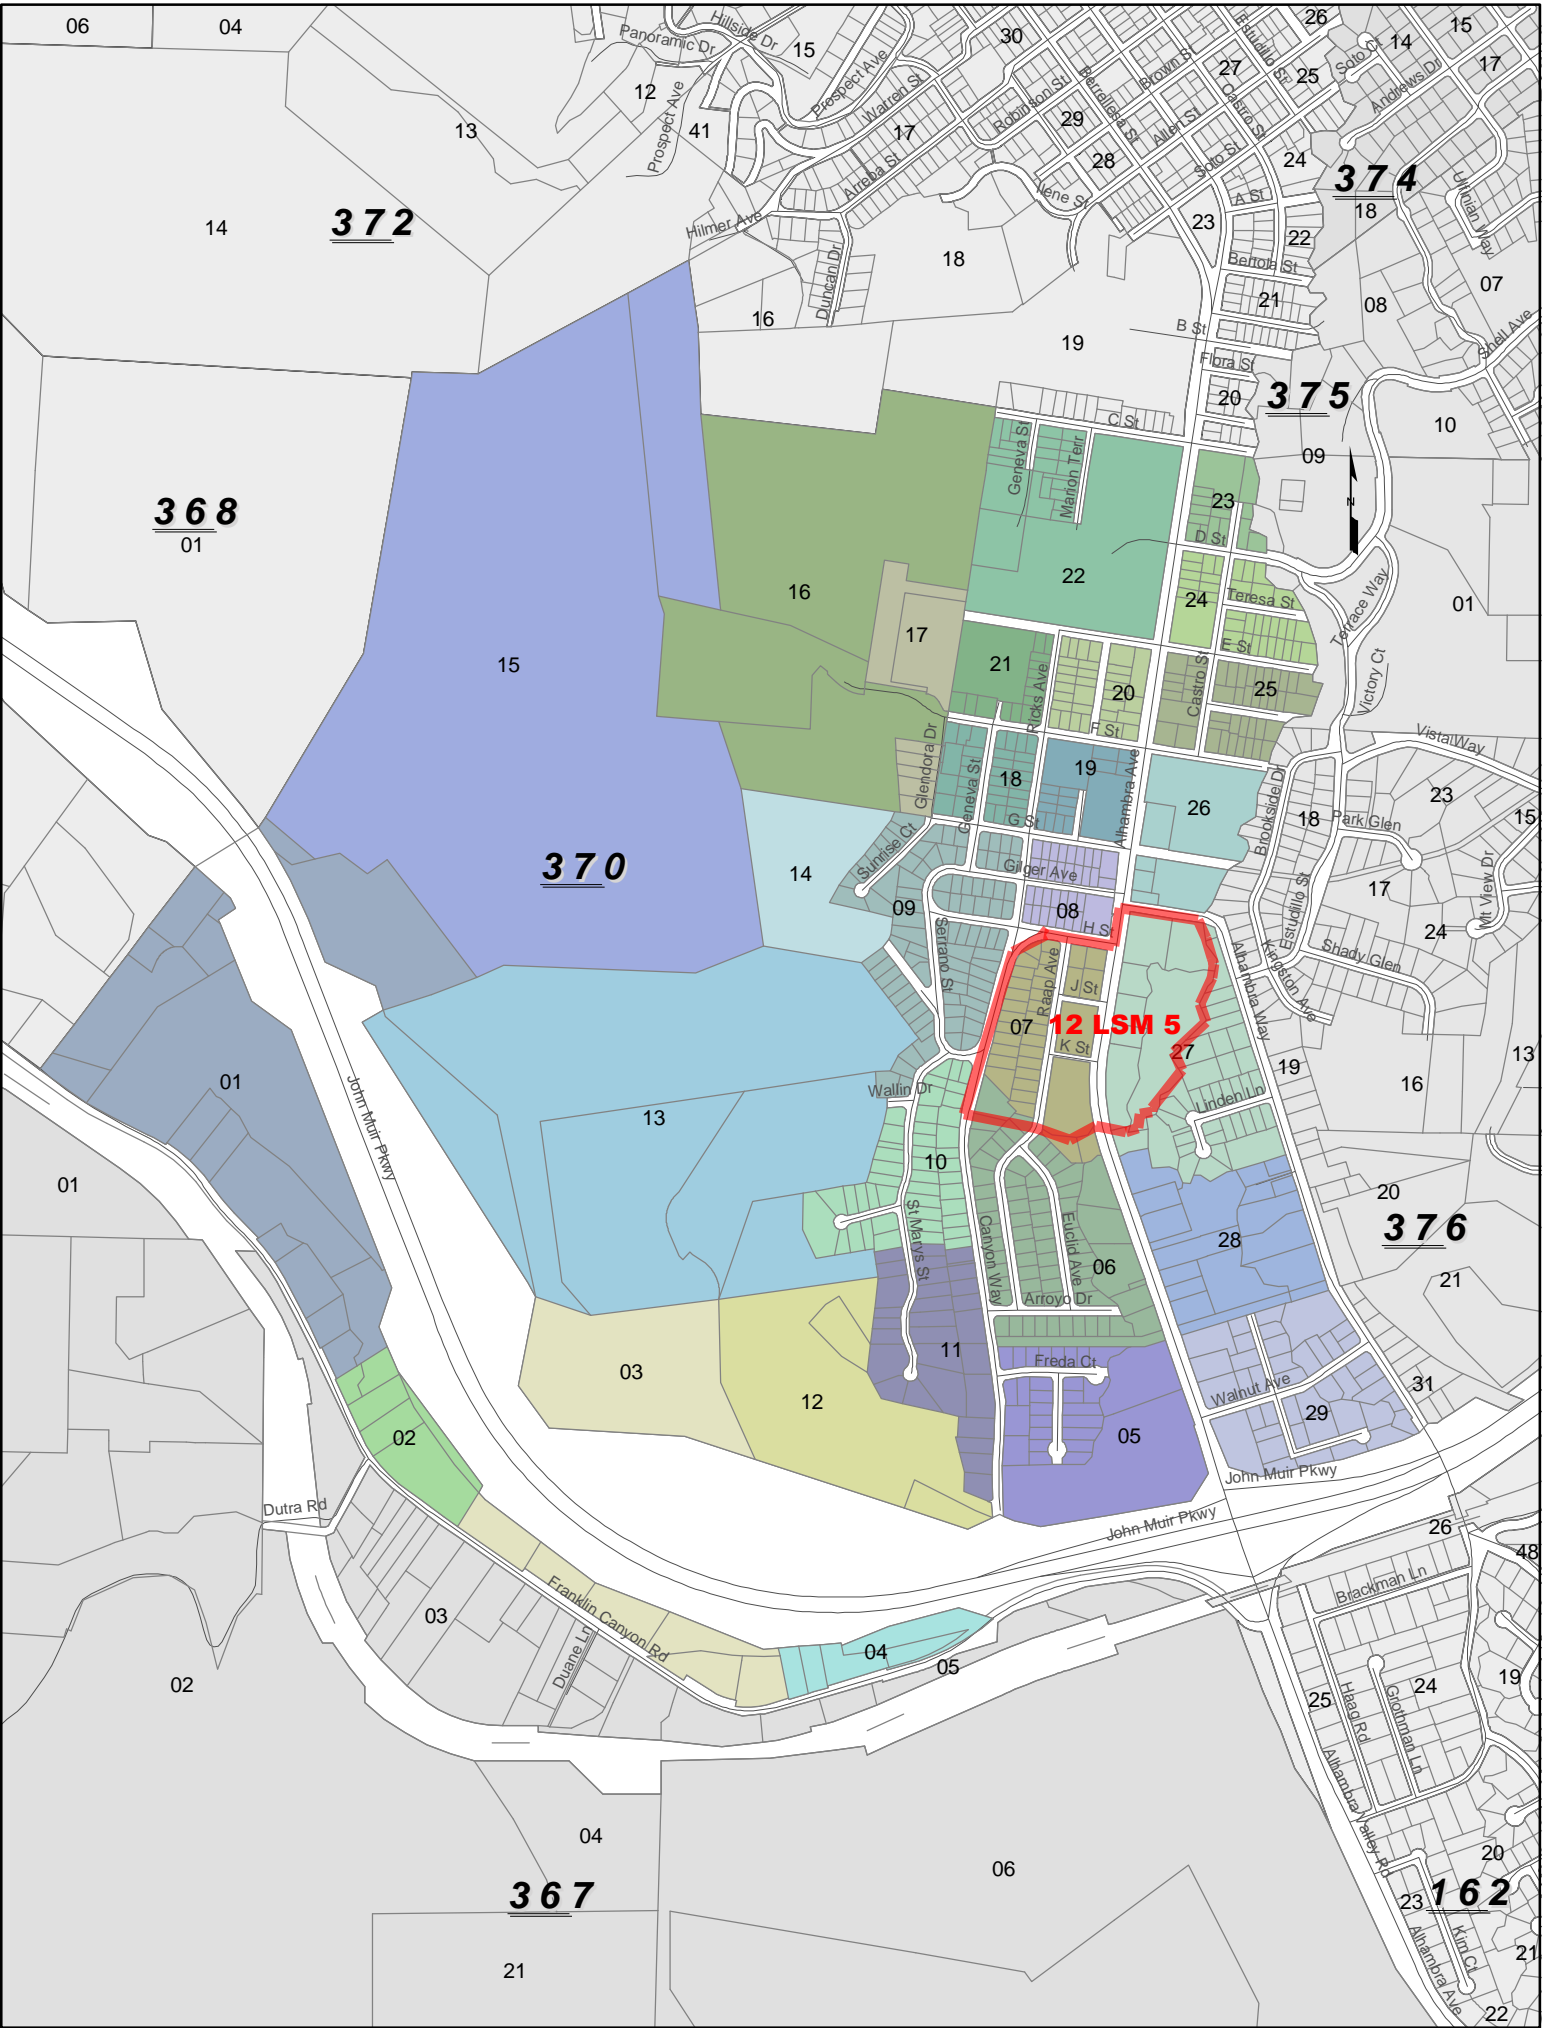 06
04
Panoramic Dr
Hillside Dr
15
30
Estudillo St
26
Soto Ct
14
15
12
Prospect Ave
Prospect Ave
Warren St
Robinson St
Berrellesa St
Brown St
27
25
Andrews Dr
17
13
41
17
29
Allen St
Castro St
Arreba St
28
Soto St
24
374
Ulfinian Way
14
372
Hilmer Ave
Ilene St
A St
23
18
22
Duncan Dr
18
Bertola St
07
16
21
08
B St
19
Shell Ave
Flora St
20
375
10
Geneva St
Marion Terr
C St
09
368
01
23
N
D St
22
16
24
Teresa St
Terrace Way
01
15
17
21
Ricks Ave
20
E St
Castro St
25
Victory Ct
F St
Vista Way
Glendora Dr
Geneva St
18
19
Alhambra Ave
26
Brookside Dr
18
23
Park Glen
15
G St
370
14
Sunrise Ct
Gilger Ave
17
Mt View Dr
09
08
Estudillo St
24
Serrano St
H St
Alhambra Way
Kingston Ave
Shady Glen
Raap Ave
J St
07
12 LSM 5
K St
27
19
13
16
01
John Muir Pkwy
Wallin Dr
Linden Ln
13
10
01
St Marys St
Canyon Way
Euclid Ave
28
20
376
06
21
Arroyo Dr
11
03
Freda Ct
12
Walnut Ave
31
29
02
05
John Muir Pkwy
Dutra Rd
John Muir Pkwy
26
48
Franklin Canyon Rd
Brackman Ln
03
Duane Ln
04
05
02
25
Haag Rd
Grothman Ln
24
19
Alhambra Valley Rd
04
06
20
367
23
162
Alhambra Ave
Kim Ct
21
21
22